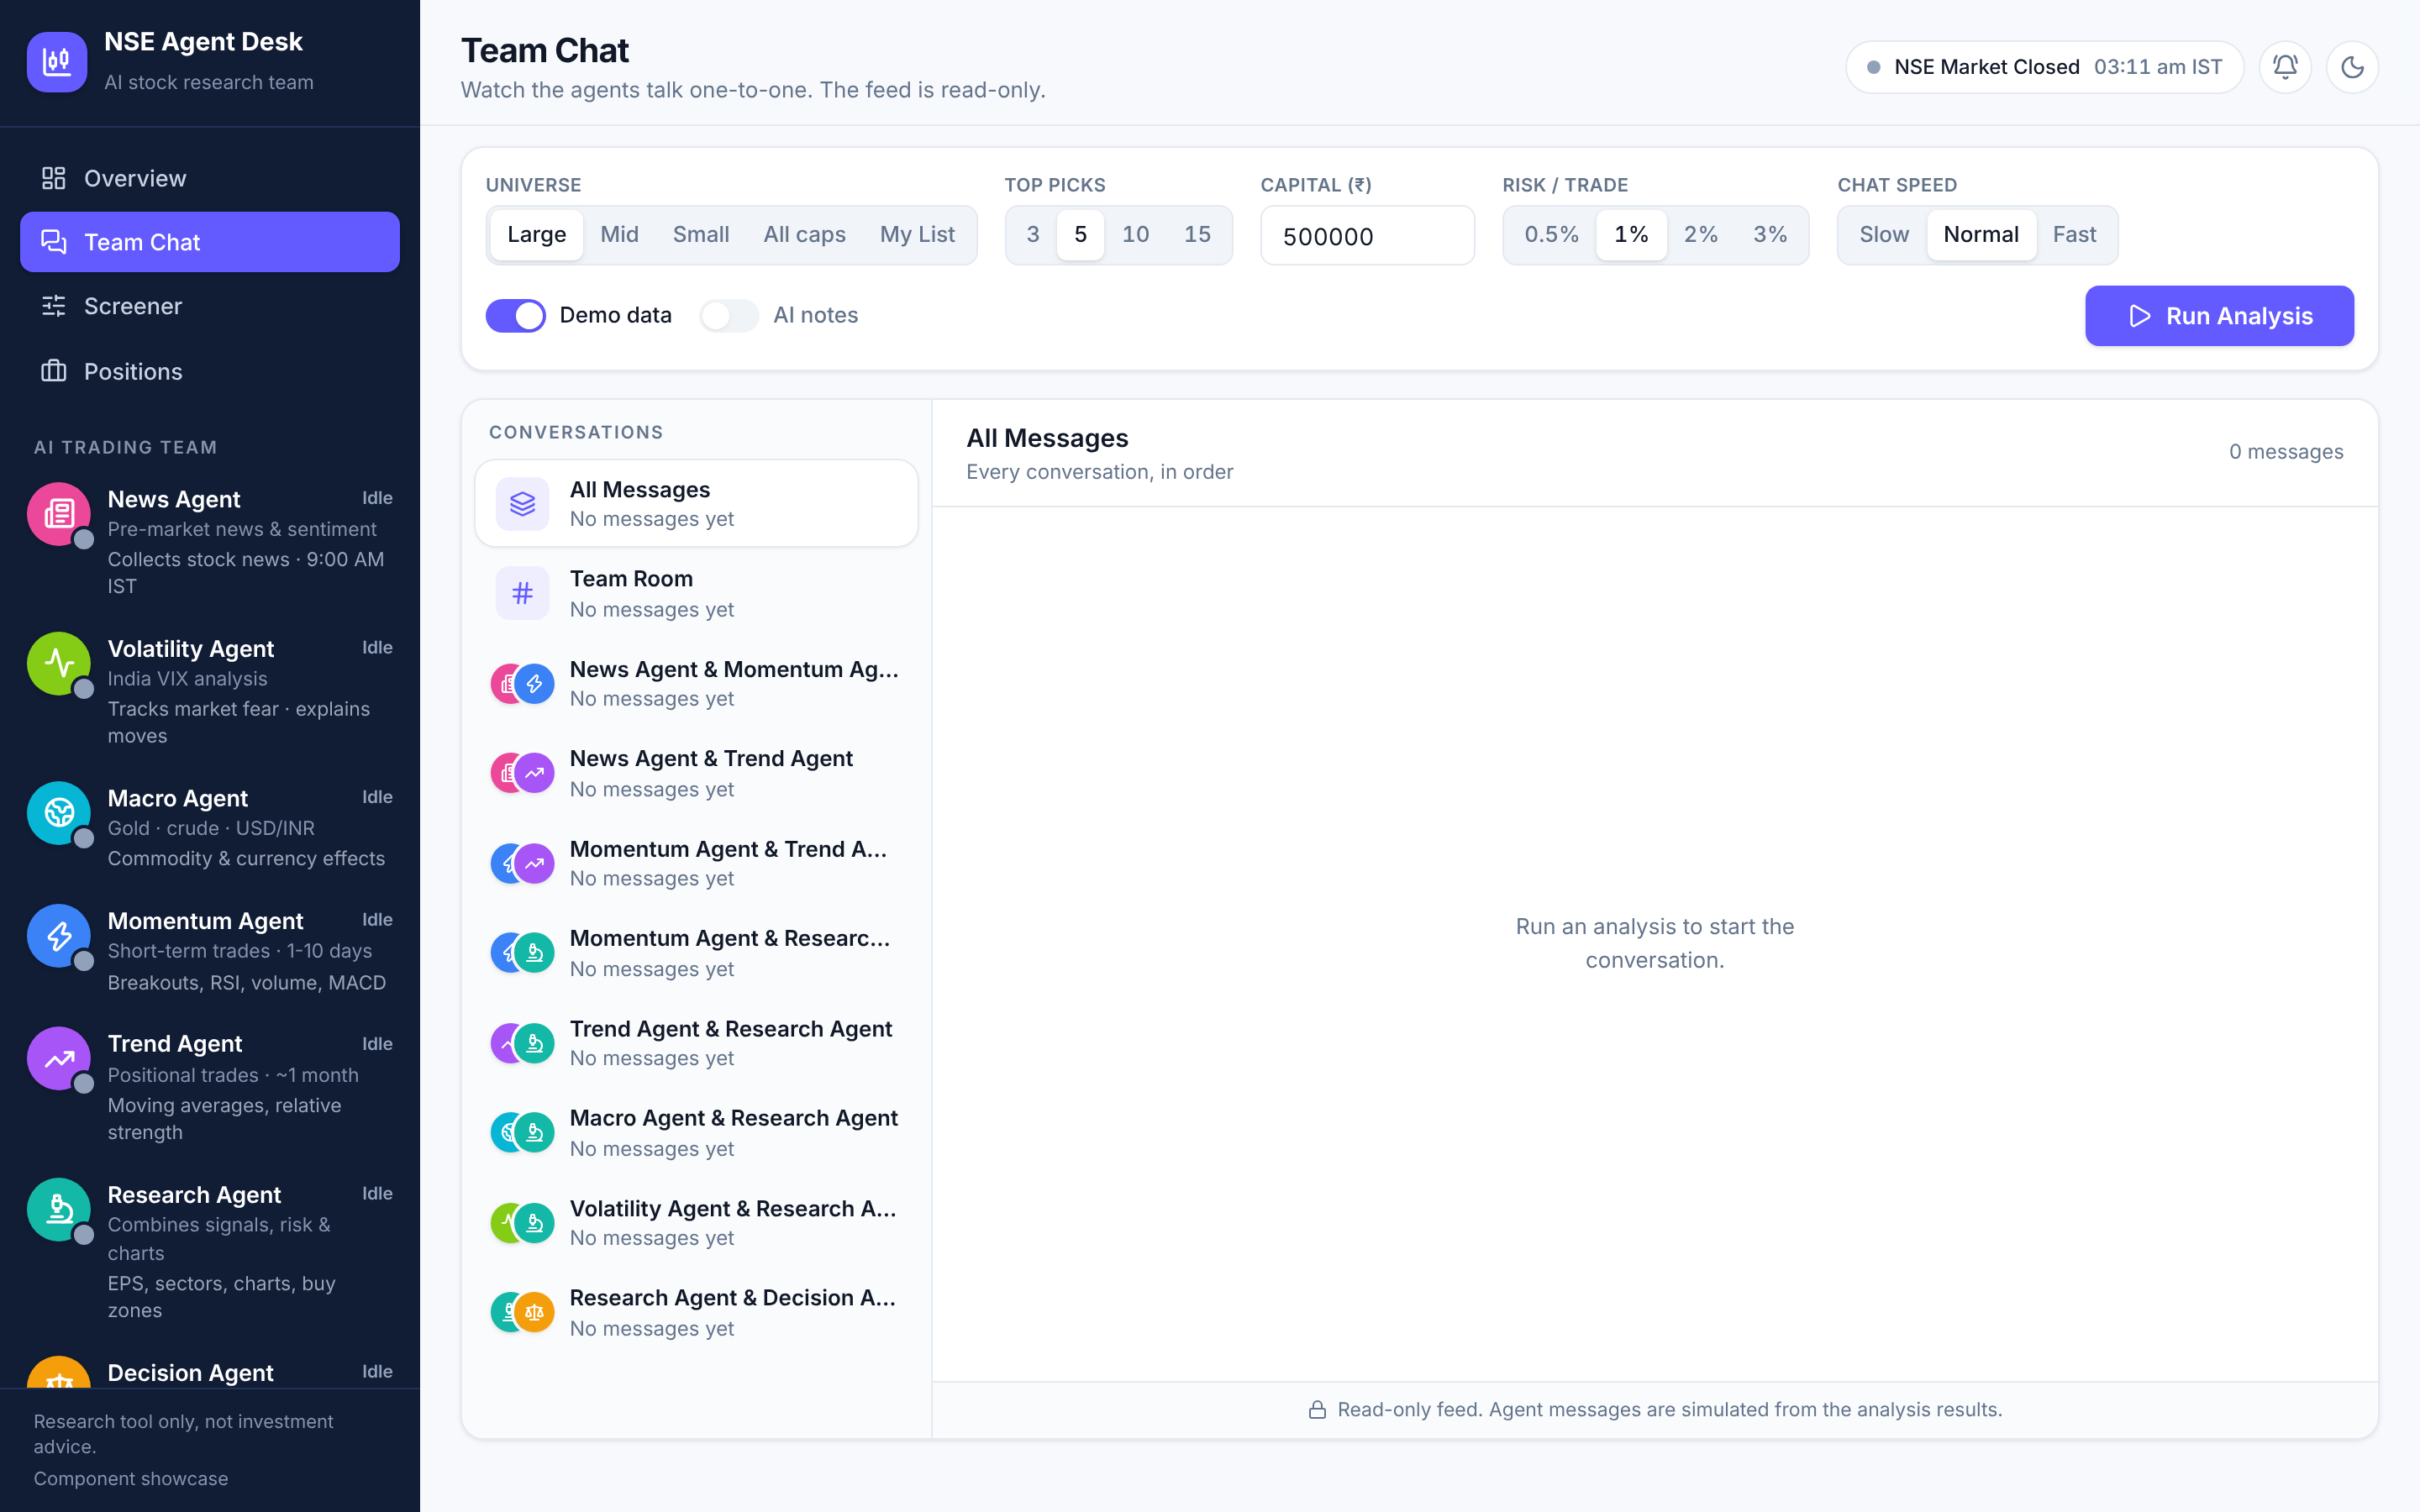 NSE Agent Desk
AI stock research team
Overview
Team Chat
Screener
Positions
AI TRADING TEAM
News Agent Idle
Pre-market news & sentiment
Collects stock news · 9:00 AM
IST
Volatility Agent Idle
India VIX analysis
Tracks market fear · explains
moves
Macro Agent Idle
Gold · crude · USD/INR
Commodity & currency effects
Momentum Agent Idle
Short-term trades · 1-10 days
Breakouts, RSI, volume, MACD
Trend Agent Idle
Positional trades · ~1 month
Moving averages, relative
strength
Research Agent Idle
Combines signals, risk &
charts
EPS, sectors, charts, buy
zones
Decision Agent Idle
Research tool only, not investment
advice.
Component showcase
Team Chat
Watch the agents talk one-to-one. The feed is read-only.
NSE Market Closed 03:11 am IST
UNIVERSE
Large Mid Small All caps My List
TOP PICKS
3 5 10 15
CAPITAL (₹)
500000
RISK / TRADE
0.5% 1% 2% 3%
CHAT SPEED
Slow Normal Fast
Demo data AI notes
Run Analysis
CONVERSATIONS
All Messages
No messages yet
Team Room
No messages yet
News Agent & Momentum Ag...
No messages yet
News Agent & Trend Agent
No messages yet
Momentum Agent & Trend A...
No messages yet
Momentum Agent & Researc...
No messages yet
Trend Agent & Research Agent
No messages yet
Macro Agent & Research Agent
No messages yet
Volatility Agent & Research A...
No messages yet
Research Agent & Decision A...
No messages yet
All Messages
Every conversation, in order
0 messages
Run an analysis to start the
conversation.
Read-only feed. Agent messages are simulated from the analysis results.